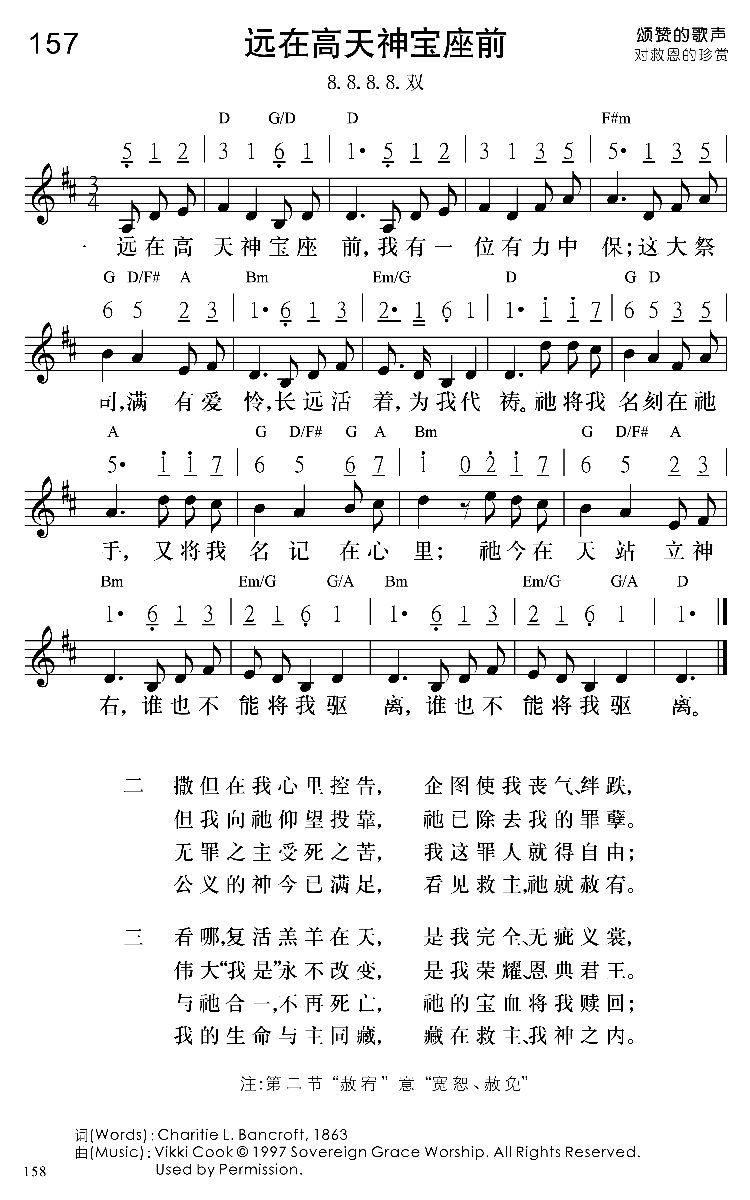 157
远在高天神宝座前
颂赞的歌声
对救恩的珍赏
8. 8. 8. 8. 双
D G/D D F#m
5 1 2 | 3 1 6 1 | 1· 5 1 2 | 3 1 3 5 | 5· 1 3 5 |
3/4
远在高 天神宝座 前,我有一 位有力中 保;这大祭
G D/F# A Bm Em/G D G D
6 5 2 3 | 1· 6 1 3 | 2· 1 6 1 | 1· 1 1 7 | 6 5 3 5 |
司,满 有爱 怜,长远活 着,为我代 祷。祂将我 名刻在祂
A G D/F# G A Bm G D/F# A
5· 1 1 7 | 6 5 6 7 | 1 0 2 1 7 | 6 5 2 3 |
手, 又将我 名记 在心 里; 祂今在 天站 立神
Bm Em/G G/A Bm Em/G G/A D
1· 6 1 3 | 2 1 6 1 | 1· 6 1 3 | 2 1 6 1 | 1·
右, 谁也不 能将我驱 离,谁也不 能将我驱 离。
二 撒但在我心里控告, 企图使我丧气、绊跌,
但我向祂仰望投靠, 祂已除去我的罪孽。
无罪之主受死之苦, 我这罪人就得自由;
公义的神今已满足, 看见救主,祂就赦宥。
三 看哪,复活羔羊在天, 是我完全、无疵义裳,
伟大“我是”永不改变, 是我荣耀、恩典君王。
与祂合一,不再死亡, 祂的宝血将我赎回;
我的生命与主同藏, 藏在救主、我神之内。
注:第二节“赦宥”意“宽恕、赦免”
词(Words) : Charitie L. Bancroft, 1863
曲(Music) : Vikki Cook © 1997 Sovereign Grace Worship. All Rights Reserved.
Used by Permission.
158